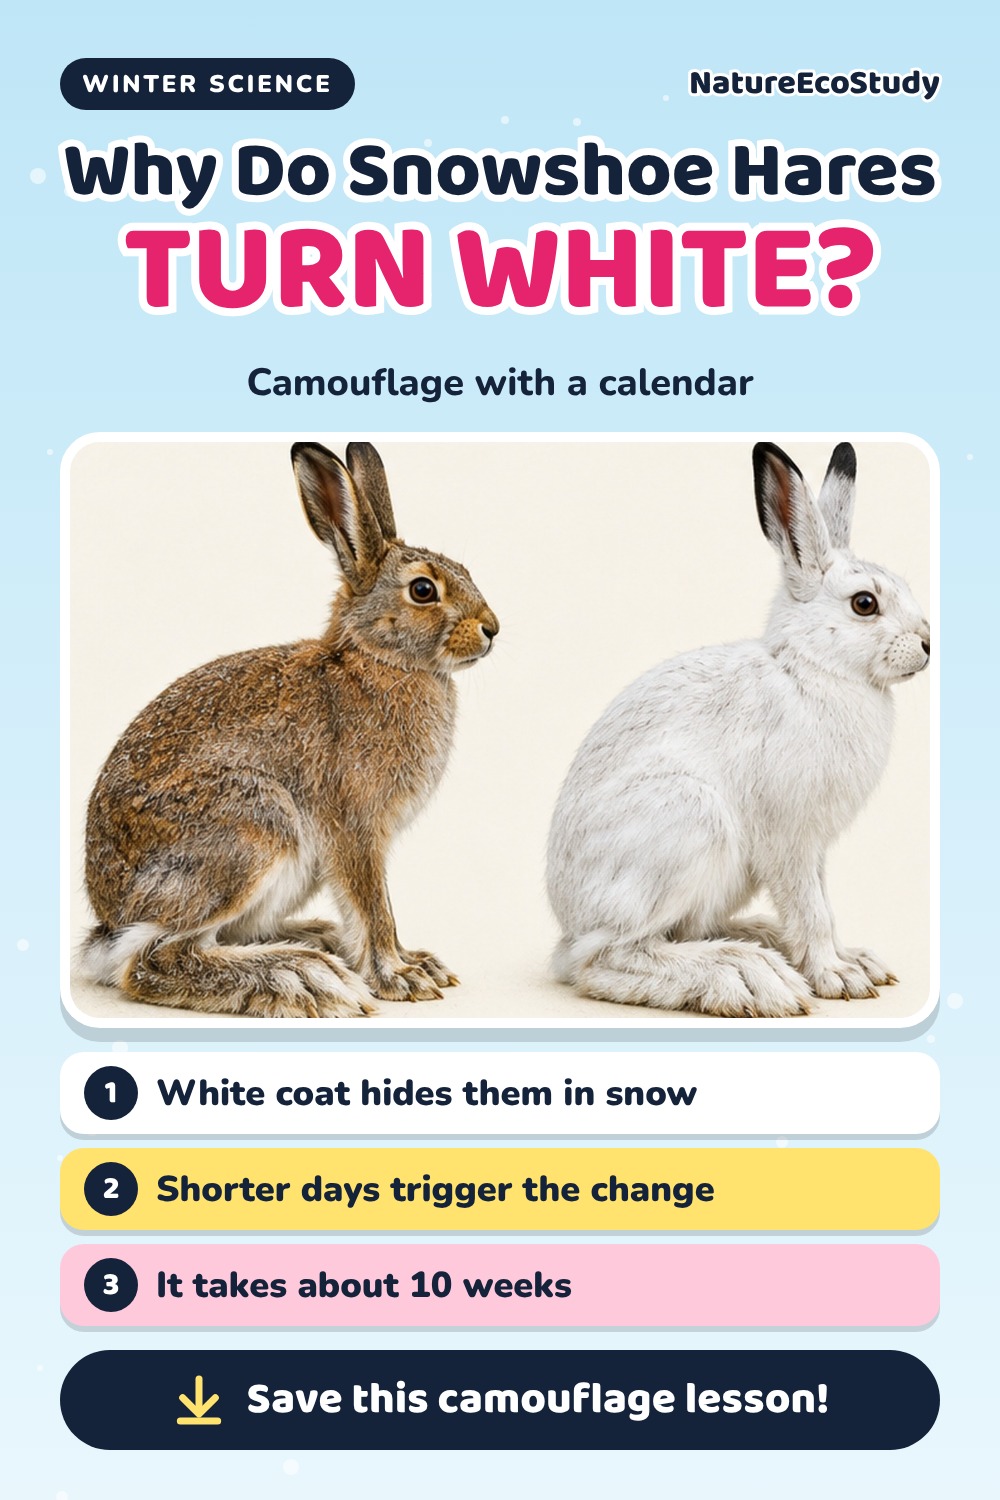 WINTER SCIENCE
NatureEcoStudy
Why Do Snowshoe Hares
TURN WHITE?
Camouflage with a calendar
1 White coat hides them in snow
2 Shorter days trigger the change
3 It takes about 10 weeks
Save this camouflage lesson!